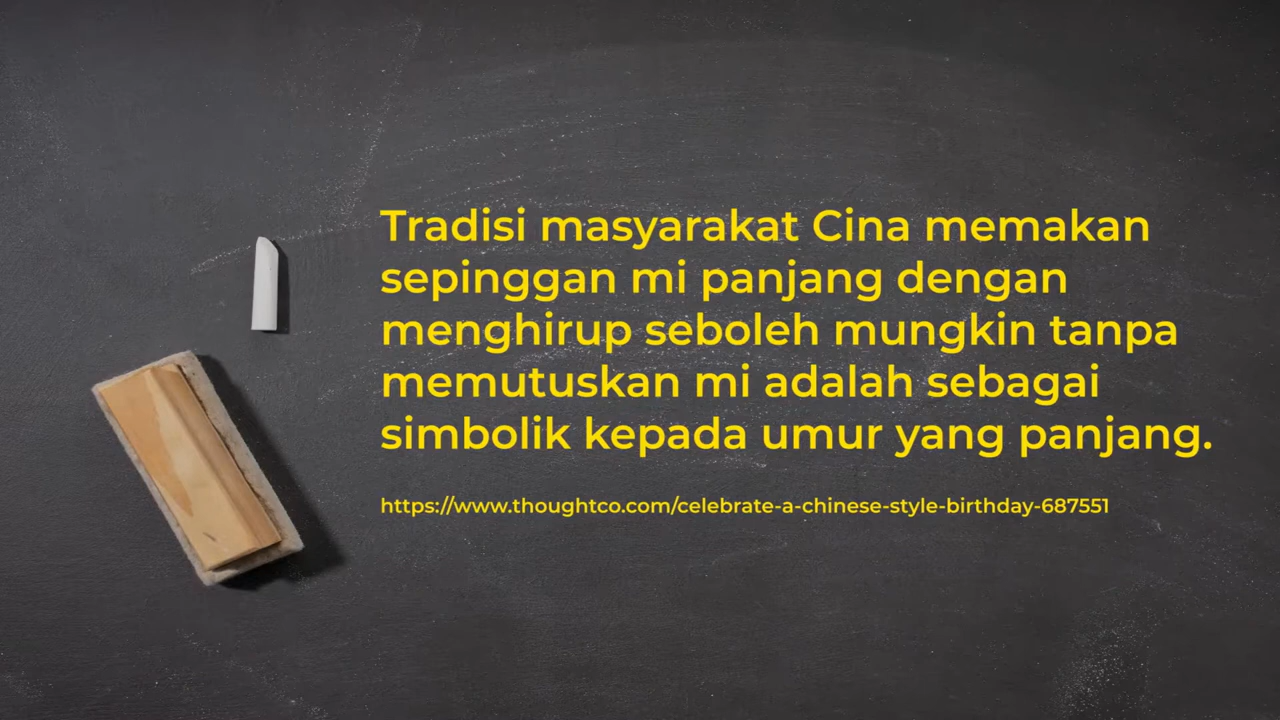 Tradisi masyarakat Cina memakan
sepinggan mi panjang dengan
menghirup seboleh mungkin tanpa
memutuskan mi adalah sebagai
simbolik kepada umur yang panjang.
https://www.thoughtco.com/celebrate-a-chinese-style-birthday-687551